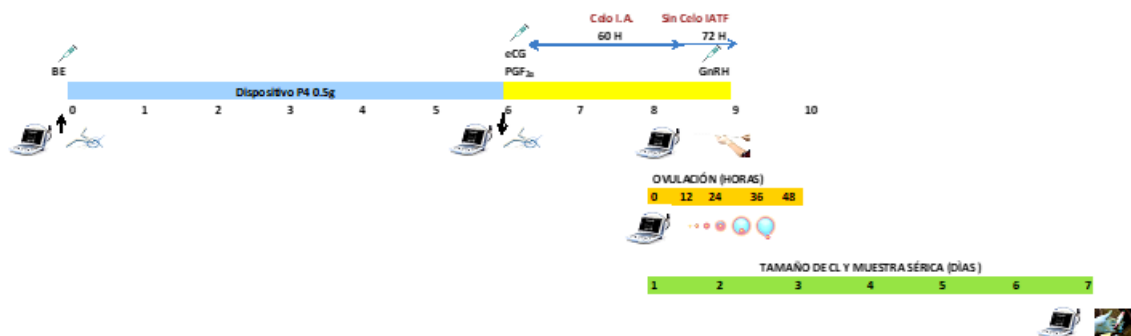 Celo I.A. Sin Celo IATF
60 H 72 H
eCG
BE PGF2α GnRH
Dispositivo P4 0.5g
0 1 2 3 4 5 6 7 8 9 10
OVULACIÓN (HORAS)
0 12 24 36 48
TAMAÑO DE CL Y MUESTRA SÉRICA (DÌAS )
1 2 3 4 5 6 7